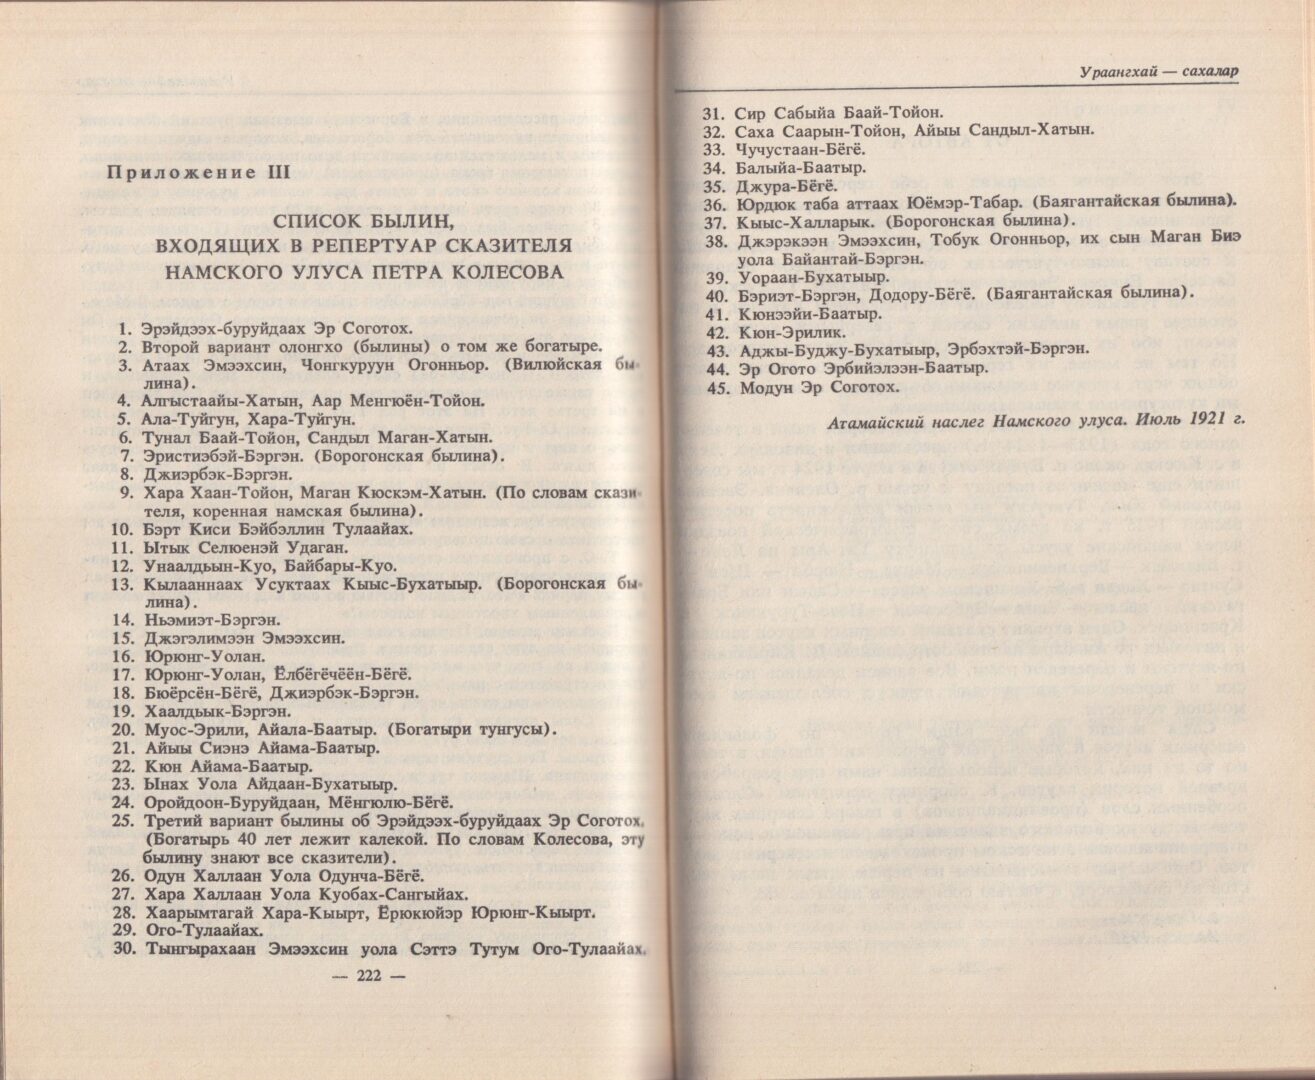 Приложение III
СПИСОК БЫЛИН,
ВХОДЯЩИХ В РЕПЕРТУАР СКАЗИТЕЛЯ
НАМСКОГО УЛУСА ПЕТРА КОЛЕСОВА
1. Эрэйдээх-буруйдаах Эр Соготох.
2. Второй вариант олонгхо (былины) о том же богатыре.
3. Атаах Эмээхсин, Чонгкуруун Огонньор. (Вилюйская бы-
лина).
4. Алгыстаайы-Хатын, Аар Менгюён-Тойон.
5. Ала-Туйгун, Хара-Туйгун.
6. Тунал Баай-Тойон, Сандыл Маган-Хатын.
7. Эристиэбэй-Бэргэн. (Борогонская былина).
8. Джиэрбэк-Бэргэн.
9. Хара Хаан-Тойон, Маган Кюскэм-Хатын. (По словам скази-
теля, коренная намская былина).
10. Бэрт Киси Бэйбэллин Тулаайах.
11. Ытык Селюенэй Удаган.
12. Унаалдьын-Куо, Байбары-Куо.
13. Кылааннаах Усуктаах Кыыс-Бухатыыр. (Борогонская бы-
лина).
14. Ньэмиэт-Бэргэн.
15. Джэгэлимээн Эмээхсин.
16. Юрюнг-Уолан.
17. Юрюнг-Уолан, Ёлбёгёчёён-Бёгё.
18. Бюёрсён-Бёгё, Джиэрбэк-Бэргэн.
19. Хаалдьык-Бэргэн.
20. Муос-Эрили, Айала-Баатыр. (Богатыри тунгусы).
21. Айыы Сиэнэ Айама-Баатыр.
22. Кюн Айама-Баатыр.
23. Ынах Уола Айдаан-Бухатыыр.
24. Оройдоон-Буруйдаан, Мёнгюлю-Бёгё.
25. Третий вариант былины об Эрэйдээх-буруйдаах Эр Соготох.
(Богатырь 40 лет лежит калекой. По словам Колесова, эту
былину знают все сказители).
26. Одун Халлаан Уола Одунча-Бёгё.
27. Хара Халлаан Уола Куобах-Сангыйах.
28. Хаарымтагай Хара-Кыырт, Ёрюкюйэр Юрюнг-Кыырт.
29. Ого-Тулаайах.
30. Тынгырахаан Эмээхсин уола Сэттэ Тутум Ого-Тулаайах.
— 222 —
Ураангхай — сахалар
31. Сир Сабыйа Баай-Тойон.
32. Саха Саарын-Тойон, Айыы Сандыл-Хатын.
33. Чучустаан-Бёгё.
34. Балыйа-Баатыр.
35. Джура-Бёгё.
36. Юрдюк таба аттаах Юёмэр-Табар. (Баягантайская былина).
37. Кыыс-Халларык. (Борогонская былина).
38. Джэрэкээн Эмээхсин, Тобук Огонньор, их сын Маган Биэ
уола Байантай-Бэргэн.
39. Уораан-Бухатыыр.
40. Бэриэт-Бэргэн, Додору-Бёгё. (Баягантайская былина).
41. Кюнээйи-Баатыр.
42. Кюн-Эрилик.
43. Аджы-Буджу-Бухатыыр, Эрбэхтэй-Бэргэн.
44. Эр Огото Эрбийэлээн-Баатыр.
45. Модун Эр Соготох.
Атамайский наслег Намского улуса. Июль 1921 г.